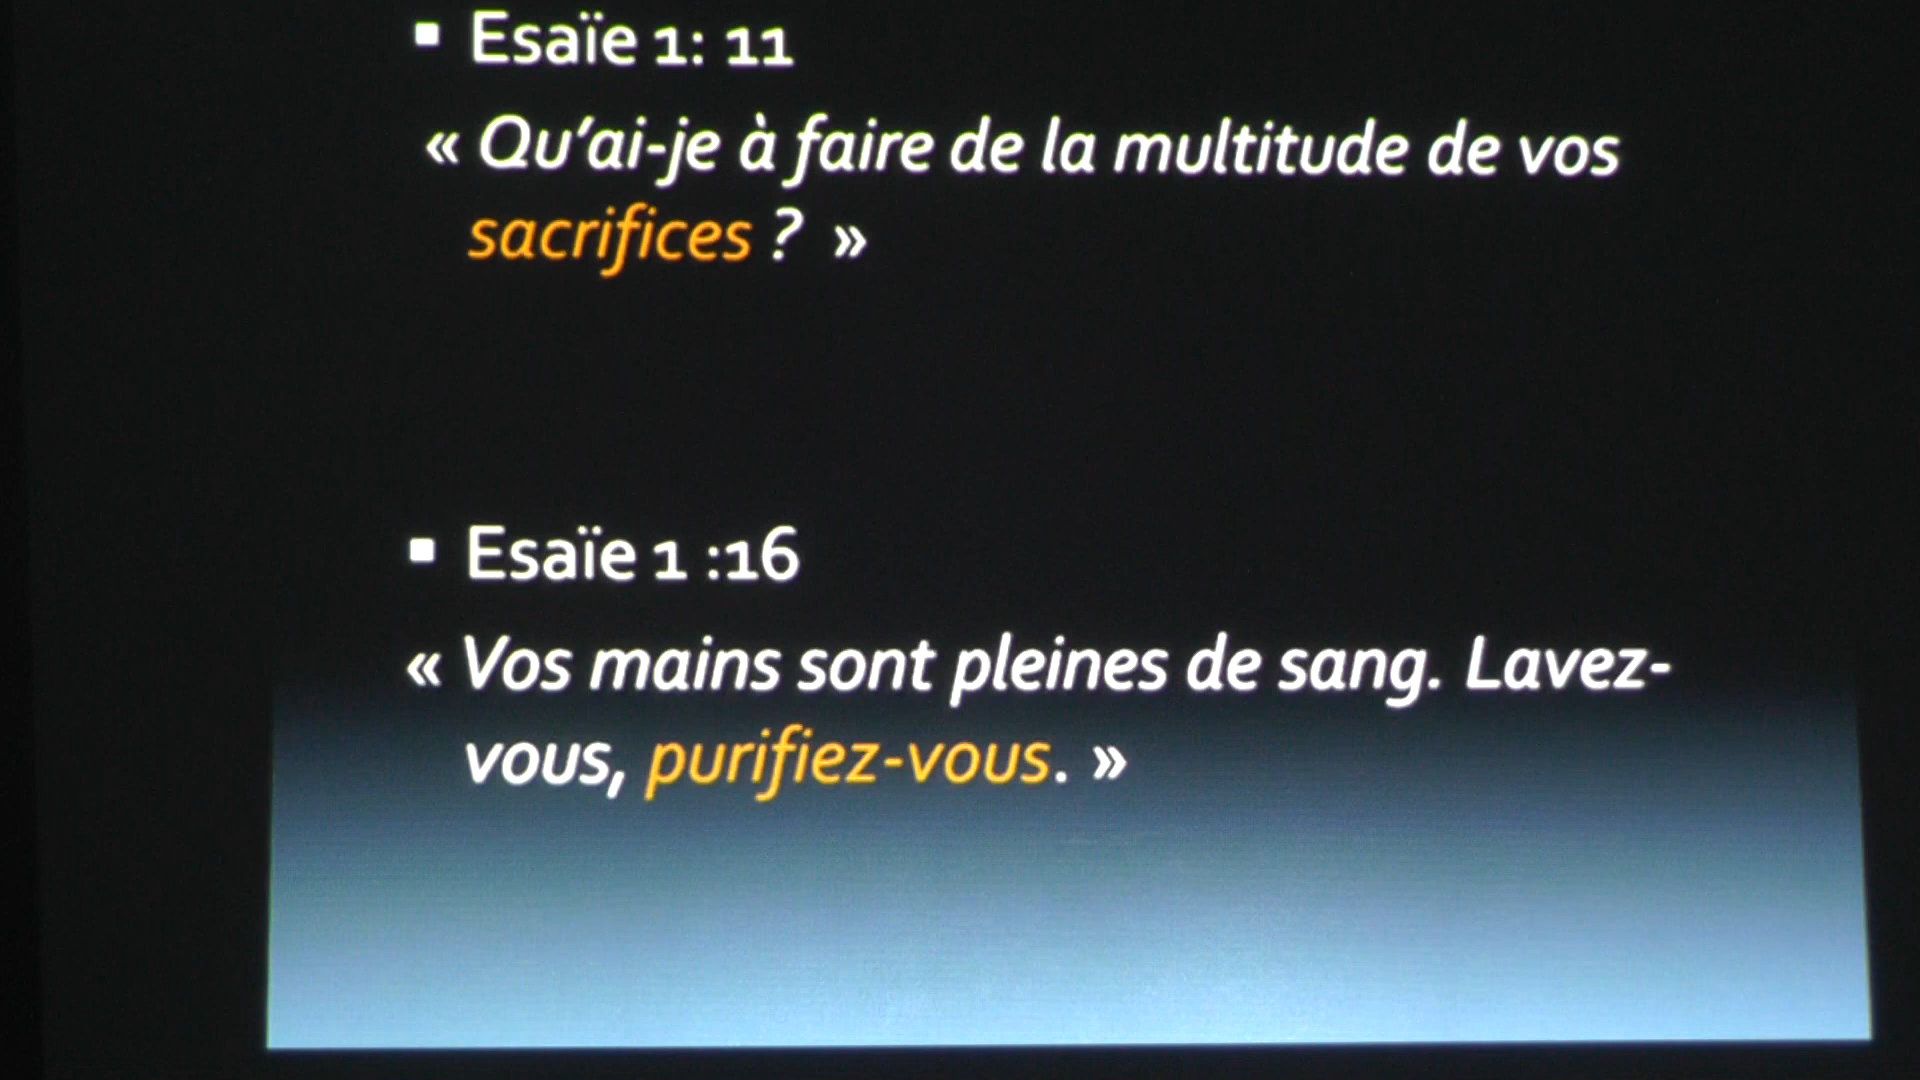 ▪ Esaïe 1: 11
« Qu’ai-je à faire de la multitude de vos
sacrifices ? »
▪ Esaïe 1 :16
« Vos mains sont pleines de sang. Lavez-
vous, purifiez-vous. »